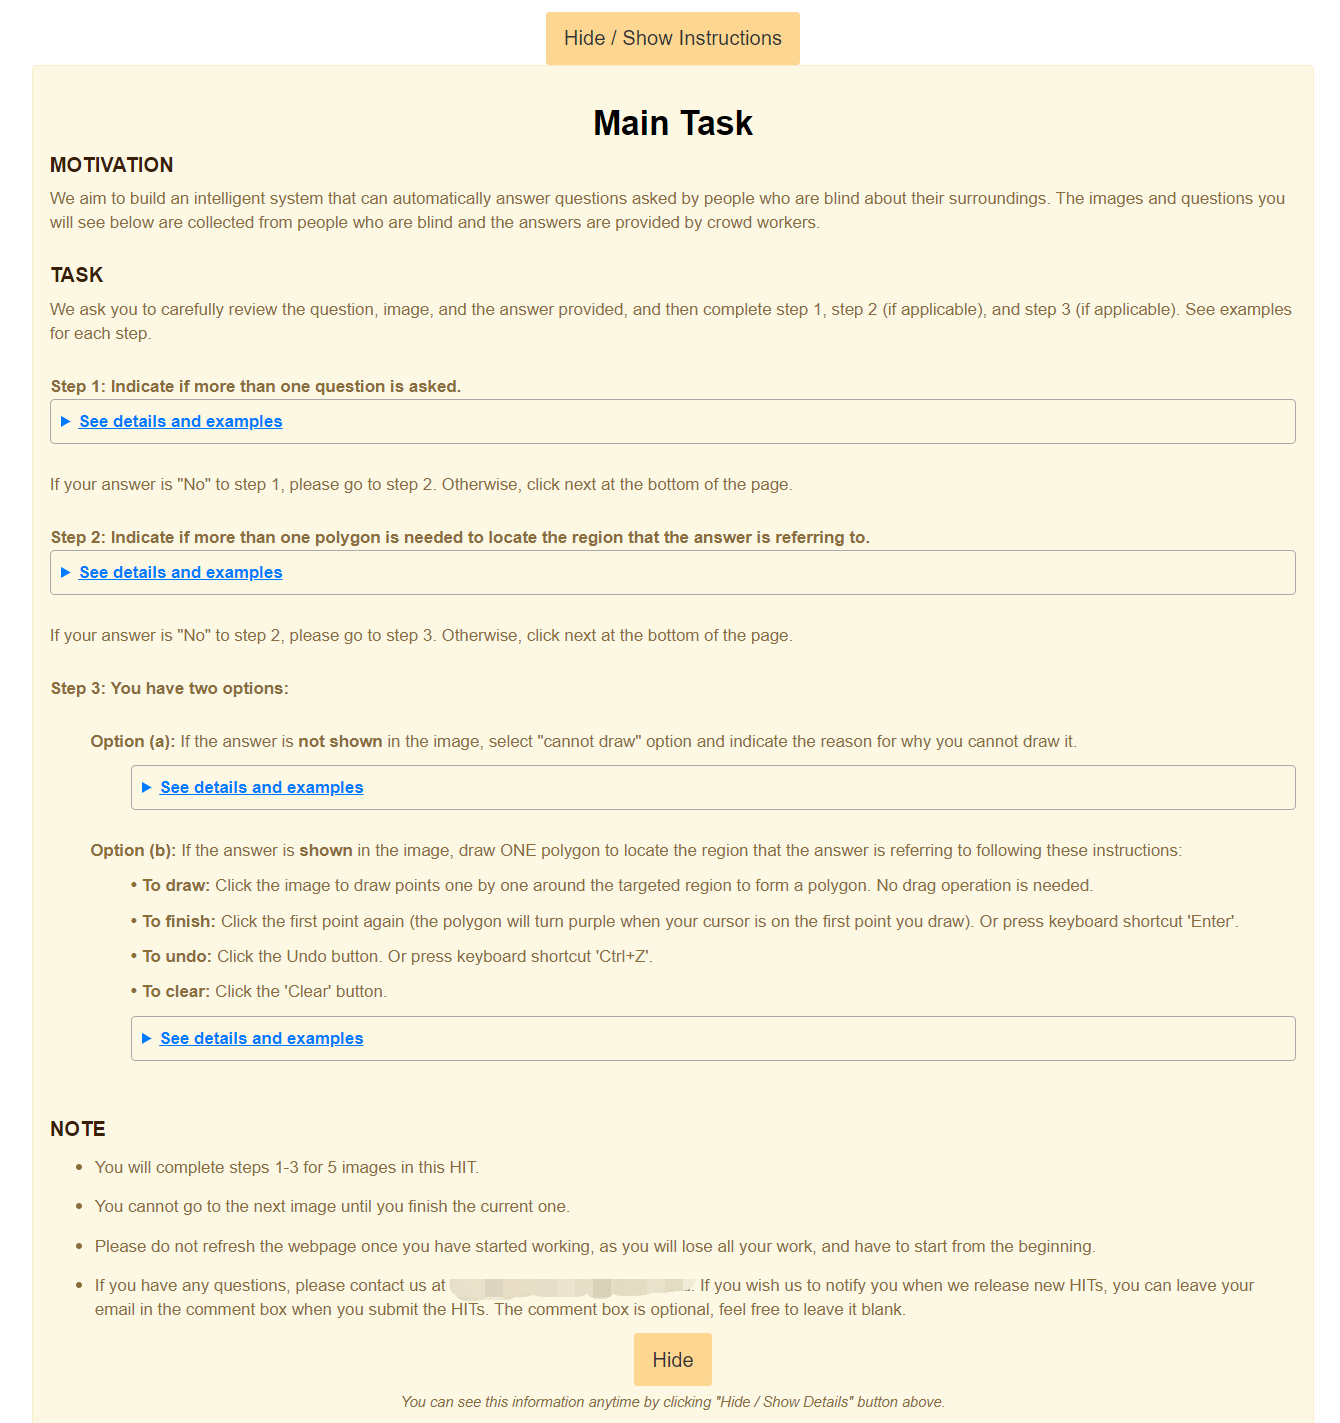 Hide / Show Instructions
Main Task
MOTIVATION
We aim to build an intelligent system that can automatically answer questions asked by people who are blind about their surroundings. The images and questions you
will see below are collected from people who are blind and the answers are provided by crowd workers.
TASK
We ask you to carefully review the question, image, and the answer provided, and then complete step 1, step 2 (if applicable), and step 3 (if applicable). See examples
for each step.
Step 1: Indicate if more than one question is asked.
See details and examples
If your answer is "No" to step 1, please go to step 2. Otherwise, click next at the bottom of the page.
Step 2: Indicate if more than one polygon is needed to locate the region that the answer is referring to.
See details and examples
If your answer is "No" to step 2, please go to step 3. Otherwise, click next at the bottom of the page.
Step 3: You have two options:
Option (a): If the answer is not shown in the image, select "cannot draw" option and indicate the reason for why you cannot draw it.
See details and examples
Option (b): If the answer is shown in the image, draw ONE polygon to locate the region that the answer is referring to following these instructions:
• To draw: Click the image to draw points one by one around the targeted region to form a polygon. No drag operation is needed.
• To finish: Click the first point again (the polygon will turn purple when your cursor is on the first point you draw). Or press keyboard shortcut 'Enter'.
• To undo: Click the Undo button. Or press keyboard shortcut 'Ctrl+Z'.
• To clear: Click the 'Clear' button.
See details and examples
NOTE
• You will complete steps 1-3 for 5 images in this HIT.
• You cannot go to the next image until you finish the current one.
• Please do not refresh the webpage once you have started working, as you will lose all your work, and have to start from the beginning.
• If you have any questions, please contact us at . If you wish us to notify you when we release new HITs, you can leave your
email in the comment box when you submit the HITs. The comment box is optional, feel free to leave it blank.
Hide
You can see this information anytime by clicking "Hide / Show Details" button above.